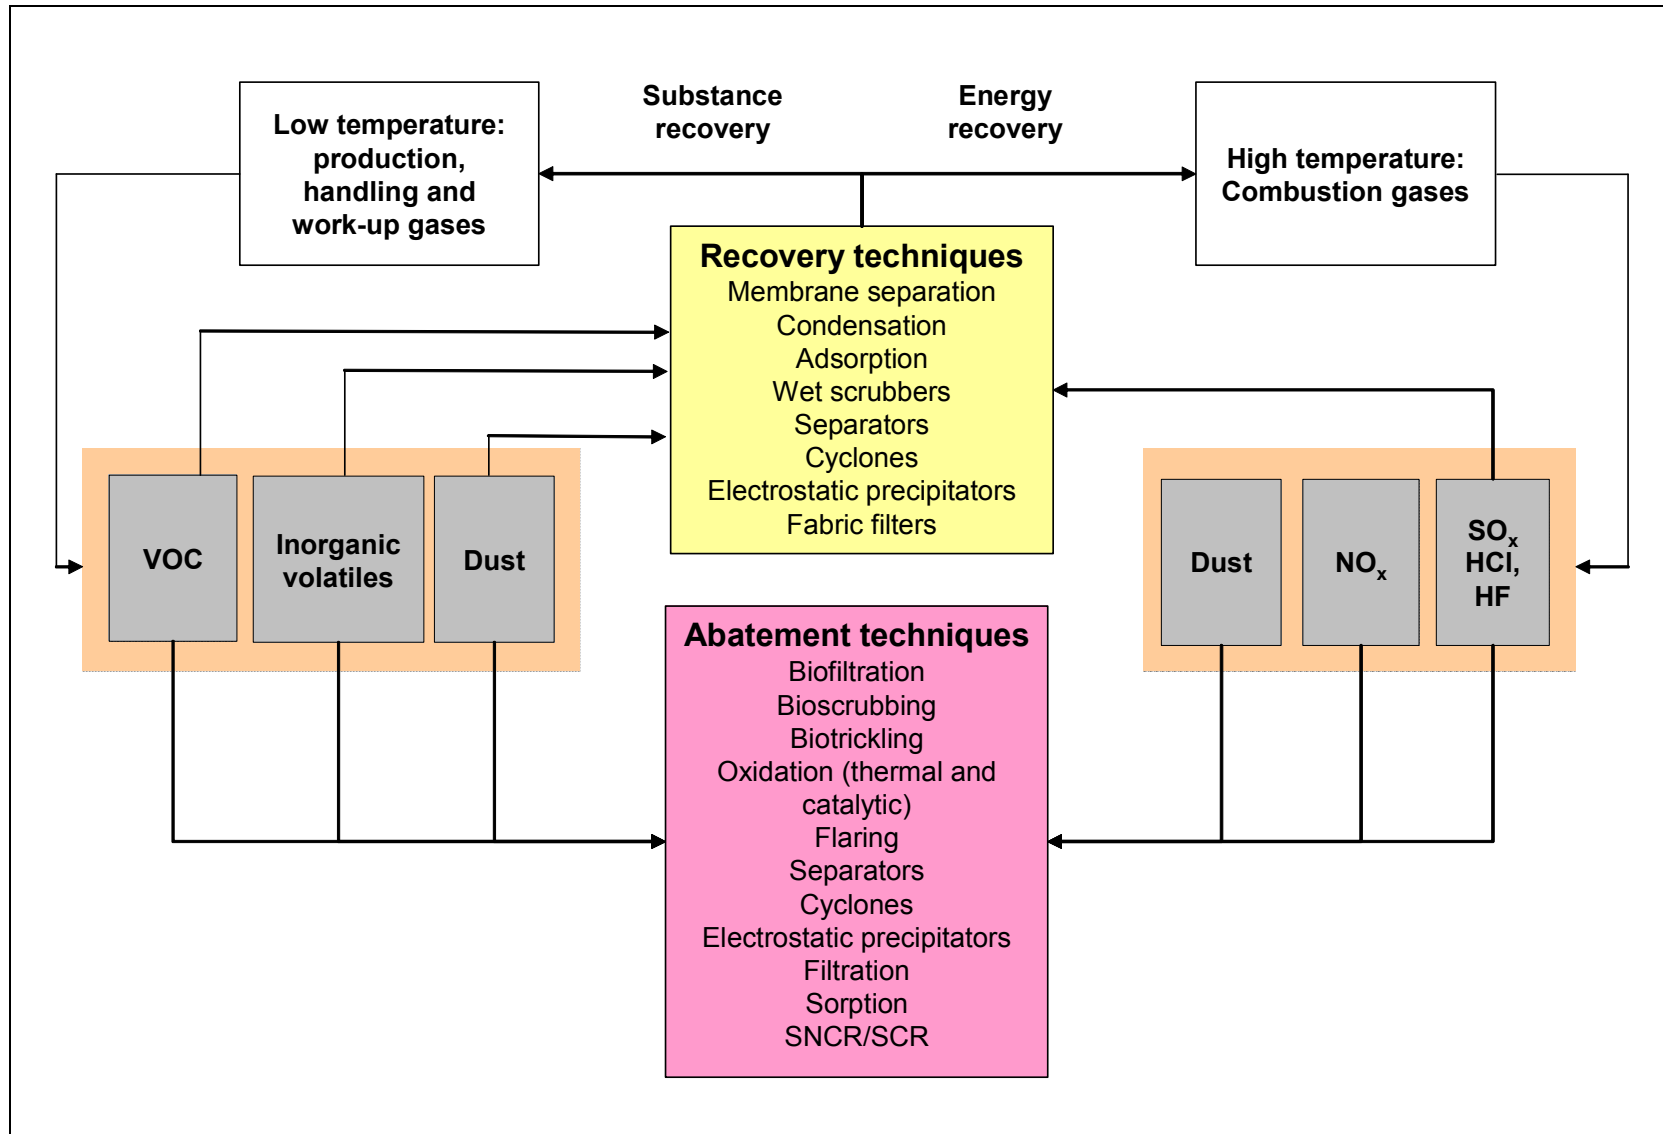 Low temperature:
production,
handling and
work-up gases
Substance
recovery
Energy
recovery
High temperature:
Combustion gases
Recovery techniques
Membrane separation
Condensation
Adsorption
Wet scrubbers
Separators
Cyclones
Electrostatic precipitators
Fabric filters
VOC
Inorganic
volatiles
Dust
Dust
NOₓ
SOₓ
HCl,
HF
Abatement techniques
Biofiltration
Bioscrubbing
Biotrickling
Oxidation (thermal and
catalytic)
Flaring
Separators
Cyclones
Electrostatic precipitators
Filtration
Sorption
SNCR/SCR